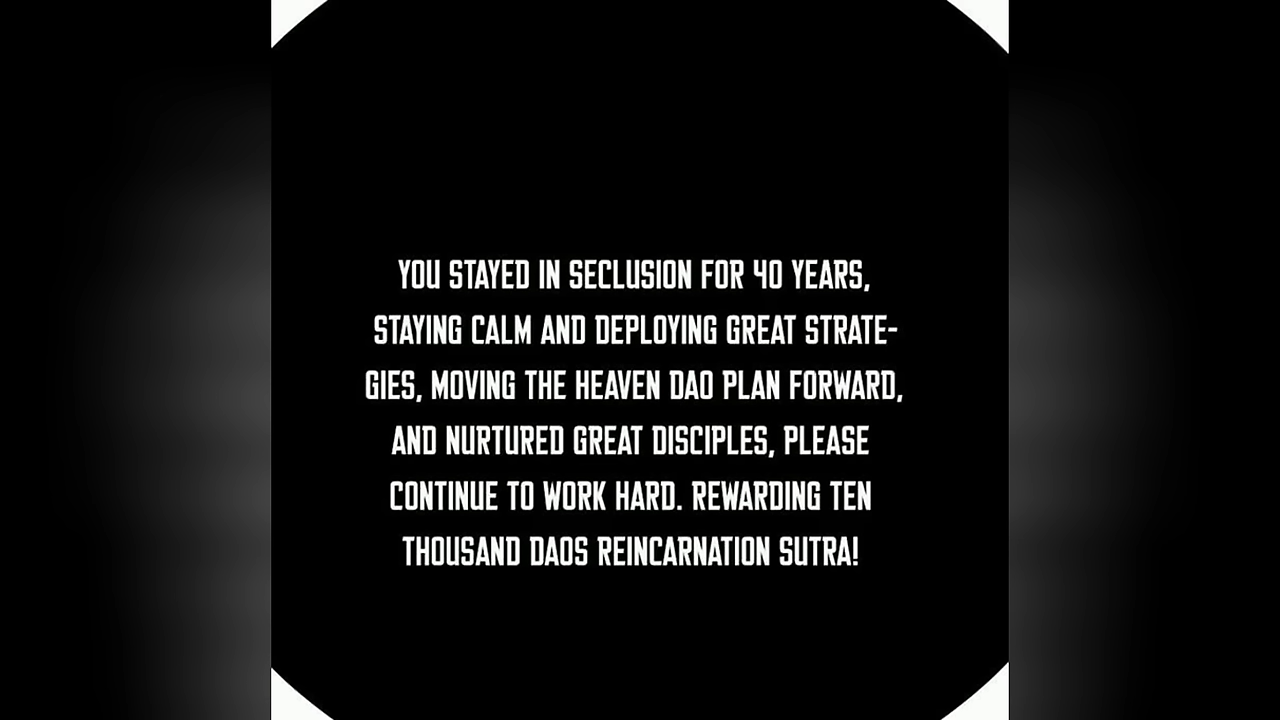 YOU STAYED IN SECLUSION FOR 40 YEARS,
STAYING CALM AND DEPLOYING GREAT STRATE-
GIES, MOVING THE HEAVEN DAO PLAN FORWARD,
AND NURTURED GREAT DISCIPLES, PLEASE
CONTINUE TO WORK HARD. REWARDING TEN
THOUSAND DAOS REINCARNATION SUTRA!